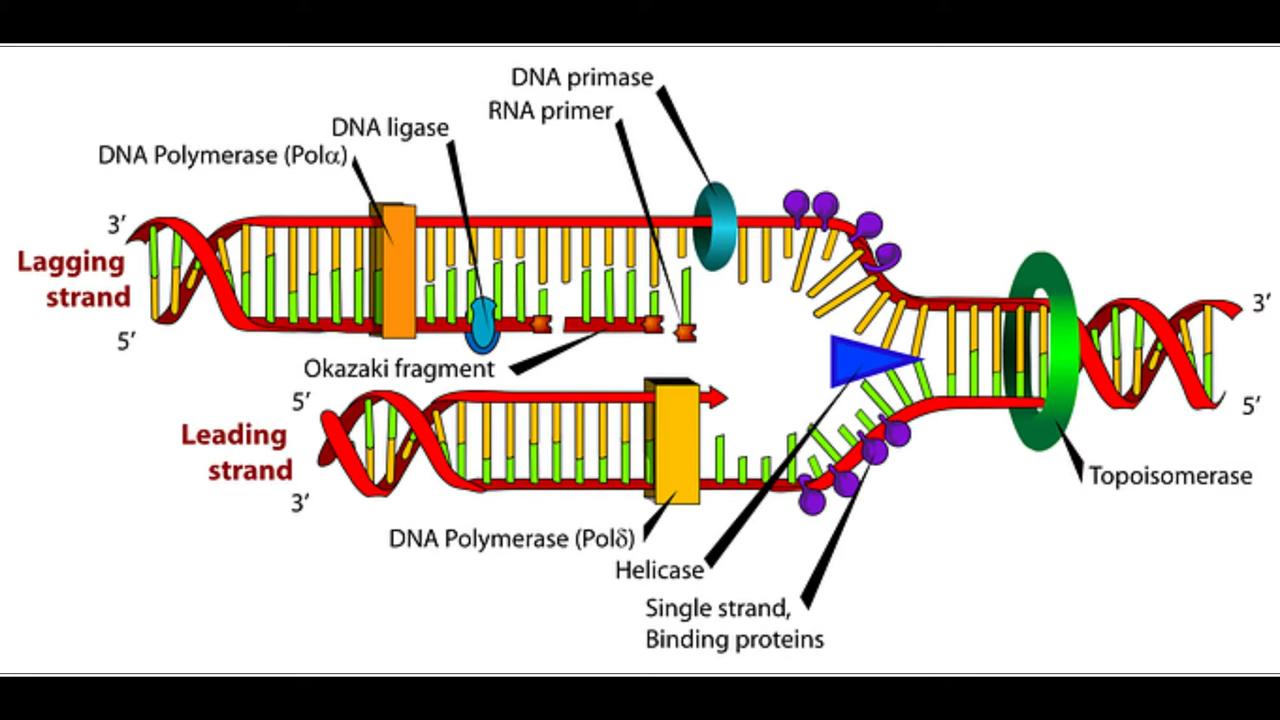 DNA primase
RNA primer
DNA ligase
DNA Polymerase (Polα)
3’
Lagging
strand
5’
3’
Okazaki fragment
5’
5’
Leading
strand
3’
Topoisomerase
DNA Polymerase (Polδ)
Helicase
Single strand,
Binding proteins